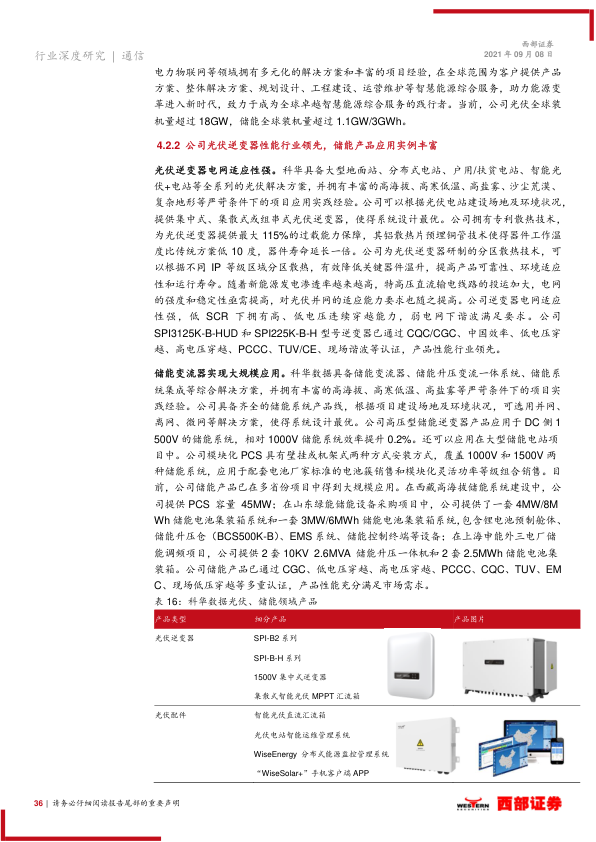 西部证券
行业深度研究 | 通信
2021 年 09 月 08 日
电力物联网等领域拥有多元化的解决方案和丰富的项目经验，在全球范围为客户提供产品
方案、整体解决方案、规划设计、工程建设、运营维护等智慧能源综合服务，助力能源变
革进入新时代，致力于成为全球卓越智慧能源综合服务的践行者。当前，公司光伏全球装
机量超过 18GW，储能全球装机量超过 1.1GW/3GWh。
4.2.2 公司光伏逆变器性能行业领先，储能产品应用实例丰富
光伏逆变器电网适应性强。科华具备大型地面站、分布式电站、户用/扶贫电站、智能光
伏+电站等全系列的光伏解决方案，并拥有丰富的高海拔、高寒低温、高盐雾、沙尘荒漠、
复杂地形等严苛条件下的项目应用实践经验。公司可以根据光伏电站建设场地及环境状况，
提供集中式、集散式或组串式光伏逆变器，使得系统设计最优。公司拥有专利散热技术，
为光伏逆变器提供最大 115%的过载能力保障，其铝散热片预埋铜管技术使得器件工作温
度比传统方案低 10 度，器件寿命延长一倍。公司为光伏逆变器研制的分区散热技术，可
以根据不同 IP 等级区域分区散热，有效降低关键器件温升，提高产品可靠性、环境适应
性和运行寿命。随着新能源发电渗透率越来越高，特高压直流输电线路的投运加大，电网
的强度和稳定性亟需提高，对光伏并网的适应能力要求也随之提高。公司逆变器电网适应
性强，低 SCR 下拥有高、低电压连续穿越能力，弱电网下谐波满足要求。公司
SPI3125K-B-HUD 和 SPI225K-B-H 型号逆变器已通过 CQC/CGC、中国效率、低电压穿
越、高电压穿越、PCCC、TUV/CE、现场谐波等认证，产品性能行业领先。
储能变流器实现大规模应用。科华数据具备储能变流器、储能升压变流一体系统、储能系
统集成等综合解决方案，并拥有丰富的高海拔、高寒低温、高盐雾等严苛条件下的项目实
践经验。公司具备齐全的储能系统产品线，根据项目建设场地及环境状况，可选用并网、
离网、微网等解决方案，使得系统设计最优。公司高压型储能逆变器产品应用于 DC 侧 1
500V 的储能系统，相对 1000V 储能系统效率提升 0.2%。还可以应用在大型储能电站项
目中。公司模块化 PCS 具有壁挂及机架式两种方式安装方式，覆盖 1000V 和 1500V 两
种储能系统，应用于配套电池厂家标准的电池簇销售和模块化灵活功率等级组合销售。目
前，公司储能产品已在多省份项目中得到大规模应用。在西藏高海拔储能系统建设中，公
司提供 PCS 容量 45MW；在山东绿能储能设备采购项目中，公司提供了一套 4MW/8M
Wh 储能电池集装箱系统和一套 3MW/6MWh 储能电池集装箱系统,包含锂电池预制舱体、
储能升压仓（BCS500K-B）、EMS 系统、储能控制终端等设备；在上海申能外三电厂储
能调频项目，公司提供 2 套 10KV 2.6MVA 储能升压一体机和 2 套 2.5MWh 储能电池集
装箱。公司储能产品已通过 CGC、低电压穿越、高电压穿越、PCCC、CQC、TUV、EM
C、现场低压穿越等多重认证，产品性能充分满足市场需求。
表 16：科华数据光伏、储能领域产品
产品类型 细分产品 产品图片
光伏逆变器 SPI-B2 系列
SPI-B-H 系列
1500V 集中式逆变器
集散式智能光伏 MPPT 汇流箱
光伏配件 智能光伏直流汇流箱
光伏电站智能运维管理系统
WiseEnergy 分布式能源监控管理系统
“WiseSolar+”手机客户端 APP
36 | 请务必仔细阅读报告尾部的重要声明
WESTERN
西部证券